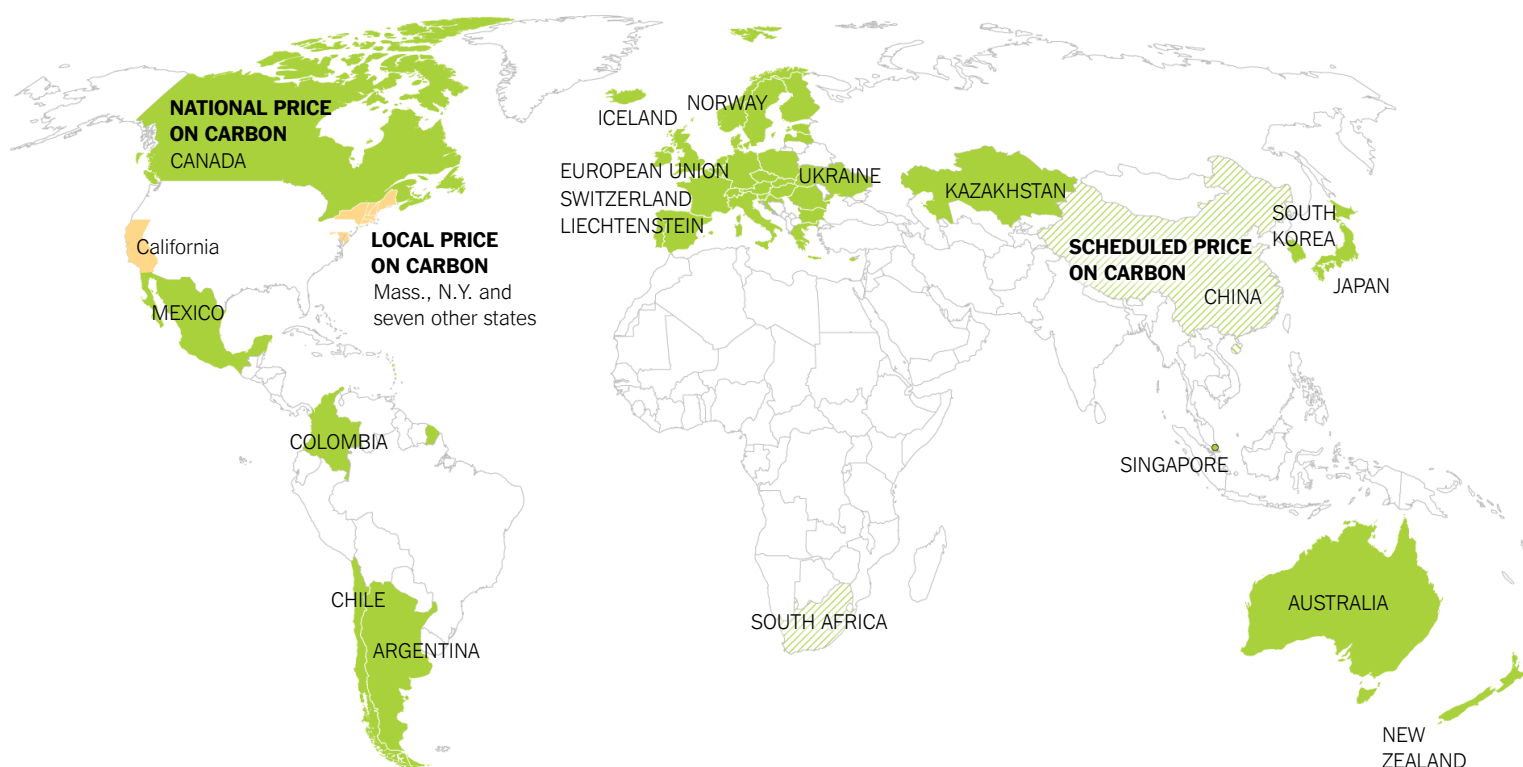 NATIONAL PRICE
ON CARBON
CANADA
California
MEXICO
LOCAL PRICE
ON CARBON
Mass., N.Y. and
seven other states
COLOMBIA
CHILE
ARGENTINA
ICELAND
NORWAY
EUROPEAN UNION
SWITZERLAND
LIECHTENSTEIN
UKRAINE
KAZAKHSTAN
SCHEDULED PRICE
ON CARBON
CHINA
SOUTH
KOREA
JAPAN
SINGAPORE
SOUTH AFRICA
AUSTRALIA
NEW
ZEALAND